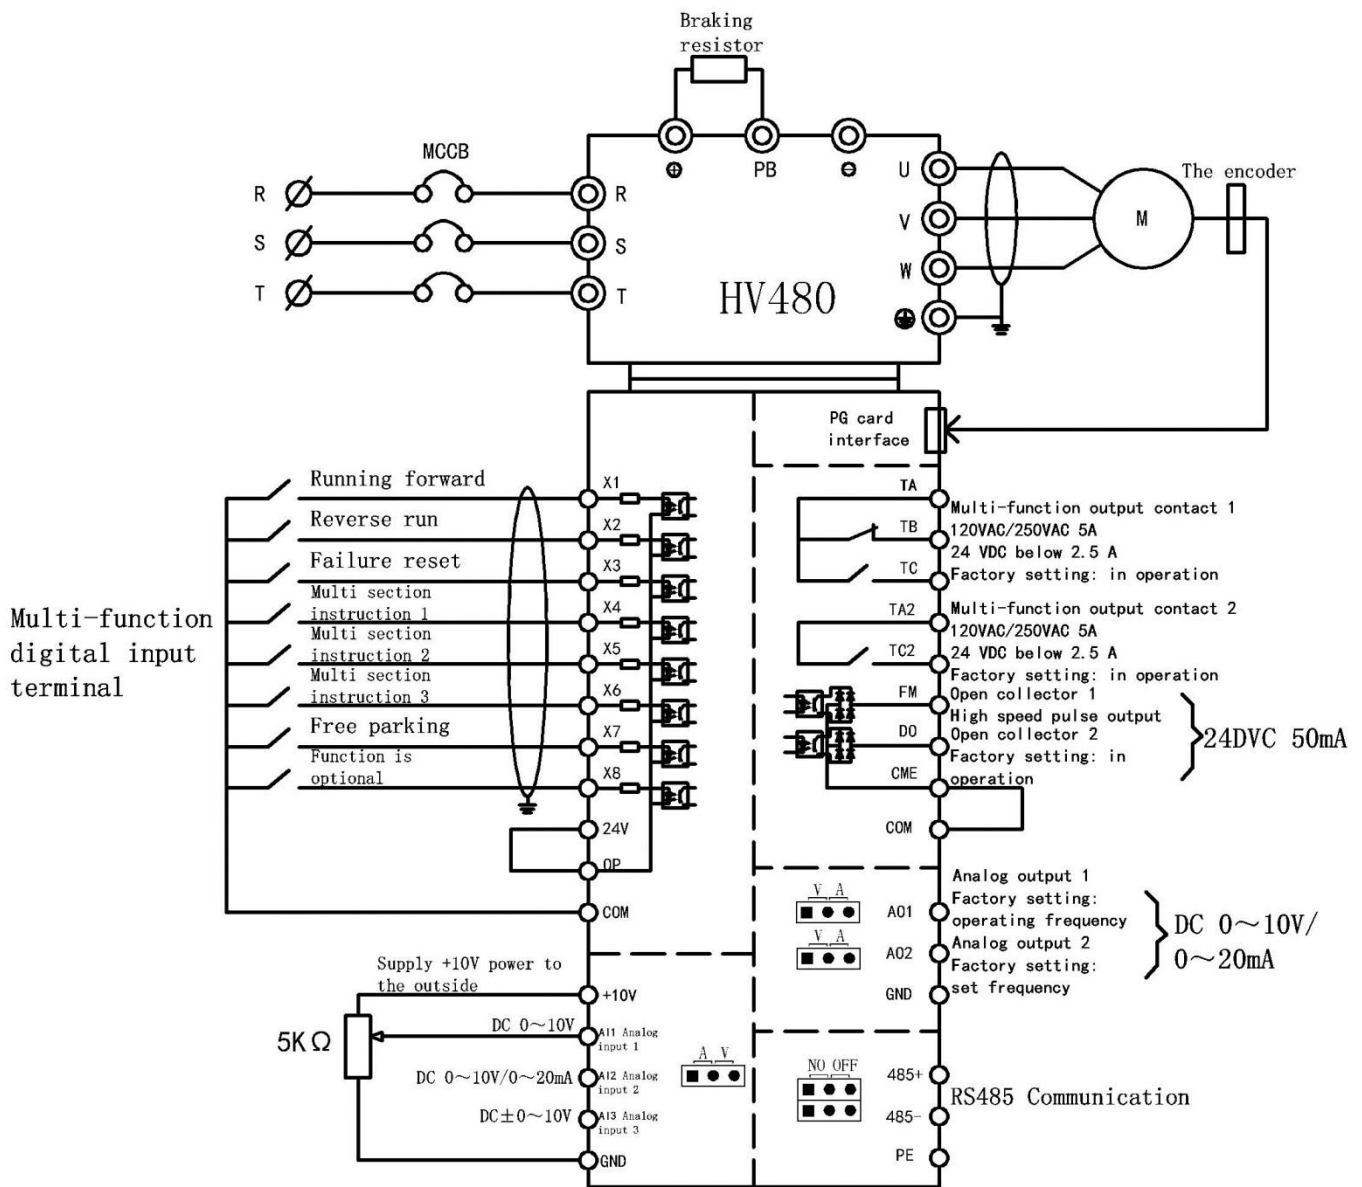 Braking
resistor
MCCB
R
S
T
R
S
T
⊕
PB
⊖
U
V
W
HV480
M
The encoder
PG card
interface
Multi-function
digital input
terminal
Running forward
Reverse run
Failure reset
Multi section
instruction 1
Multi section
instruction 2
Multi section
instruction 3
Free parking
Function is
optional
X1
X2
X3
X4
X5
X6
X7
X8
24V
OP
COM
TA
TB
TC
TA2
TC2
FM
DO
CME
COM
Multi-function output contact 1
120VAC/250VAC 5A
24 VDC below 2.5 A
Factory setting: in operation
Multi-function output contact 2
120VAC/250VAC 5A
24 VDC below 2.5 A
Factory setting: in operation
Open collector 1
High speed pulse output
Open collector 2
Factory setting: in
operation
24DVC 50mA
V A
V A
AO1
AO2
GND
Analog output 1
Factory setting:
operating frequency
Analog output 2
Factory setting:
set frequency
DC 0～10V/
0～20mA
Supply +10V power to
the outside
5KΩ
DC 0～10V
DC 0～10V/0～20mA
DC±0～10V
+10V
AI1 Analog
input 1
AI2 Analog
input 2
AI3 Analog
input 3
GND
A V
NO OFF
485+
485-
PE
RS485 Communication